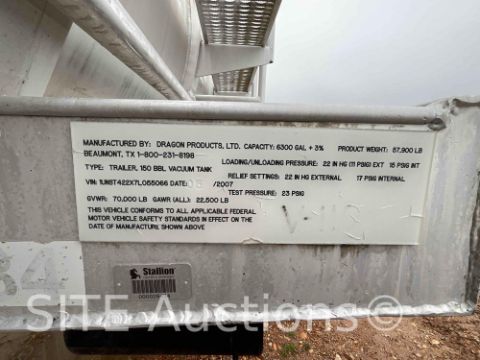 MANUFACTURED BY: DRAGON PRODUCTS, LTD. CAPACITY: 6300 GAL + 3% PRODUCT WEIGHT: 57,900 LB
BEAUMONT, TX 1-800-231-8198
LOADING/UNLOADING PRESSURE: 22 IN HG (11 PSIG) EXT 15 PSIG INT
TYPE: TRAILER, 150 BBL VACUUM TANK
RELIEF SETTINGS: 22 IN HG EXTERNAL 17 PSIG INTERNAL
VIN: 1UNST422X7L055066 DATE: /2007
TEST PRESSURE: 23 PSIG
GVWR: 70,000 LB GAWR (ALL): 22,500 LB
THIS VEHICLE CONFORMS TO ALL APPLICABLE FEDERAL
MOTOR VEHICLE SAFETY STANDARDS IN EFFECT ON THE
DATE OF MANUFACTURE, SHOWN ABOVE
34
Stallion
SITE Auctions®